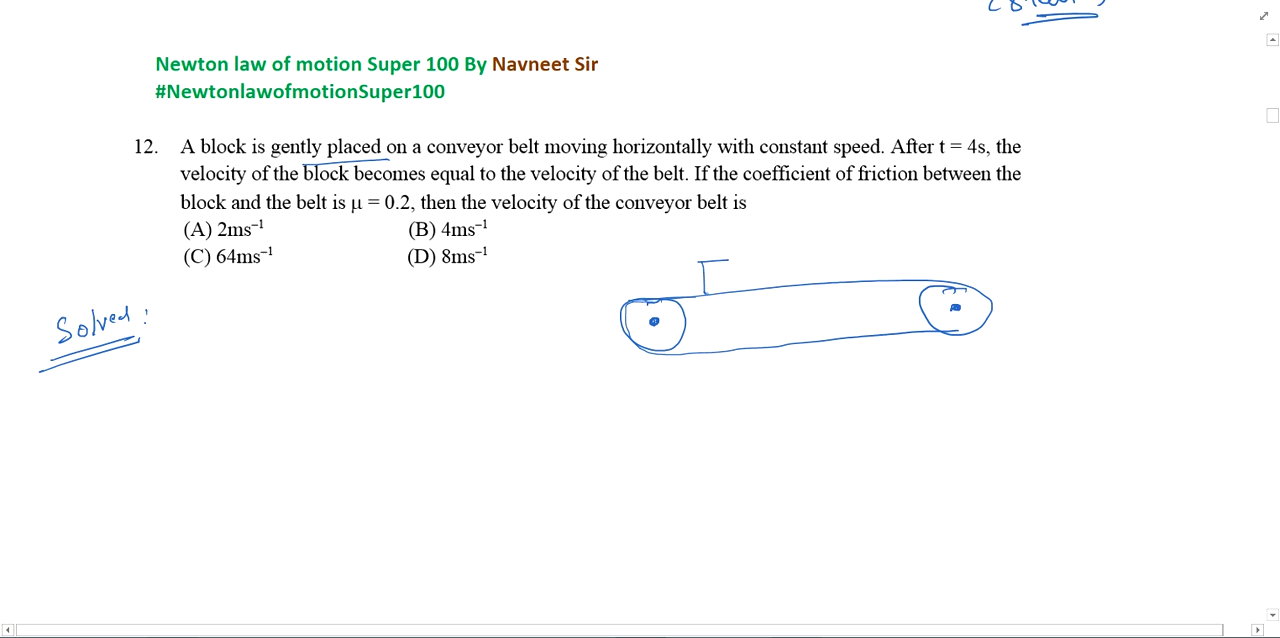 Newton law of motion Super 100 By Navneet Sir
#NewtonlawofmotionSuper100
12. A block is gently placed on a conveyor belt moving horizontally with constant speed. After t = 4s, the
velocity of the block becomes equal to the velocity of the belt. If the coefficient of friction between the
block and the belt is μ = 0.2, then the velocity of the conveyor belt is
(A) 2ms⁻¹ (B) 4ms⁻¹
(C) 64ms⁻¹ (D) 8ms⁻¹
Solved: